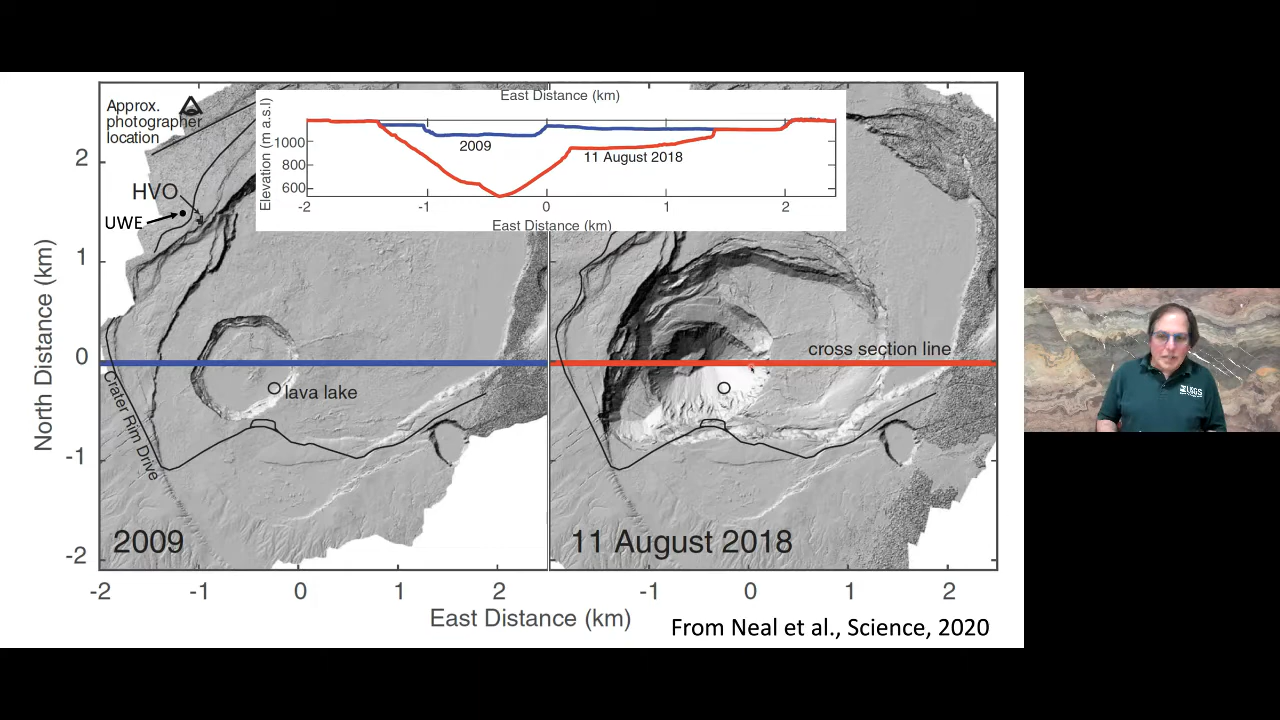 Approx.
photographer
location
HVO
UWE
East Distance (km)
Elevation (m a.s.l)
1000
800
600
2009
11 August 2018
-2
-1
0
1
2
East Distance (km)
North Distance (km)
2
1
0
-1
-2
lava lake
Crater Rim Drive
cross section line
2009
11 August 2018
-2
-1
0
1
2
-1
0
1
2
East Distance (km)
From Neal et al., Science, 2020
USGS